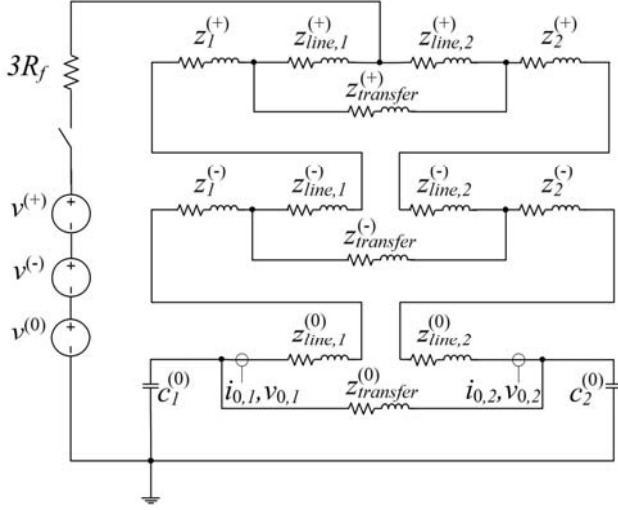 z_1^(+) z_line,1^(+) z_line,2^(+) z_2^(+)
3R_f
z_transfer^(+)
z_1^(-) z_line,1^(-) z_line,2^(-) z_2^(-)
v^(+)
z_transfer^(-)
v^(-)
v^(0)
z_line,1^(0) z_line,2^(0)
c_1^(0) i_0,1,v_0,1 z_transfer^(0) i_0,2,v_0,2 c_2^(0)